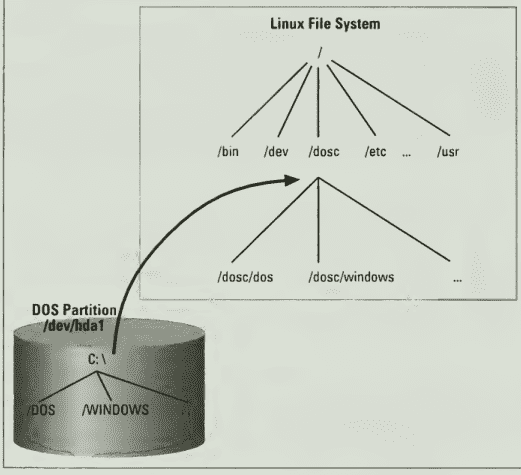 Linux File System
/
/bin /dev /dosc /etc ... /usr
/dosc/dos /dosc/windows ...
DOS Partition
/dev/hda1
C:\
/DOS /WINDOWS ...